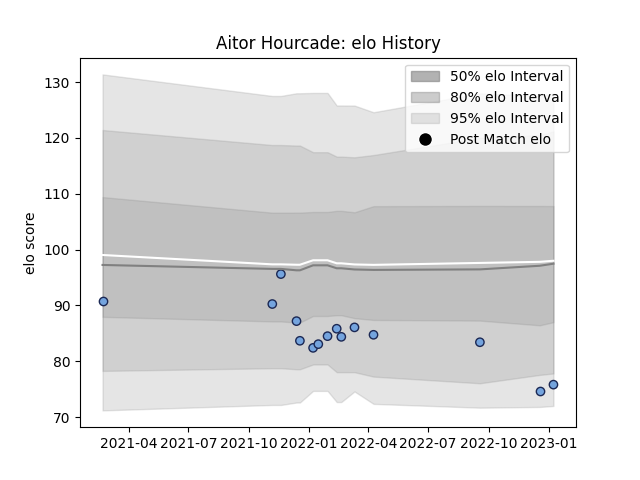 Aitor Hourcade: elo History
50% elo Interval
80% elo Interval
95% elo Interval
Post Match elo
elo score
130
120
110
100
90
80
70
2021-04 2021-07 2021-10 2022-01 2022-04 2022-07 2022-10 2023-01